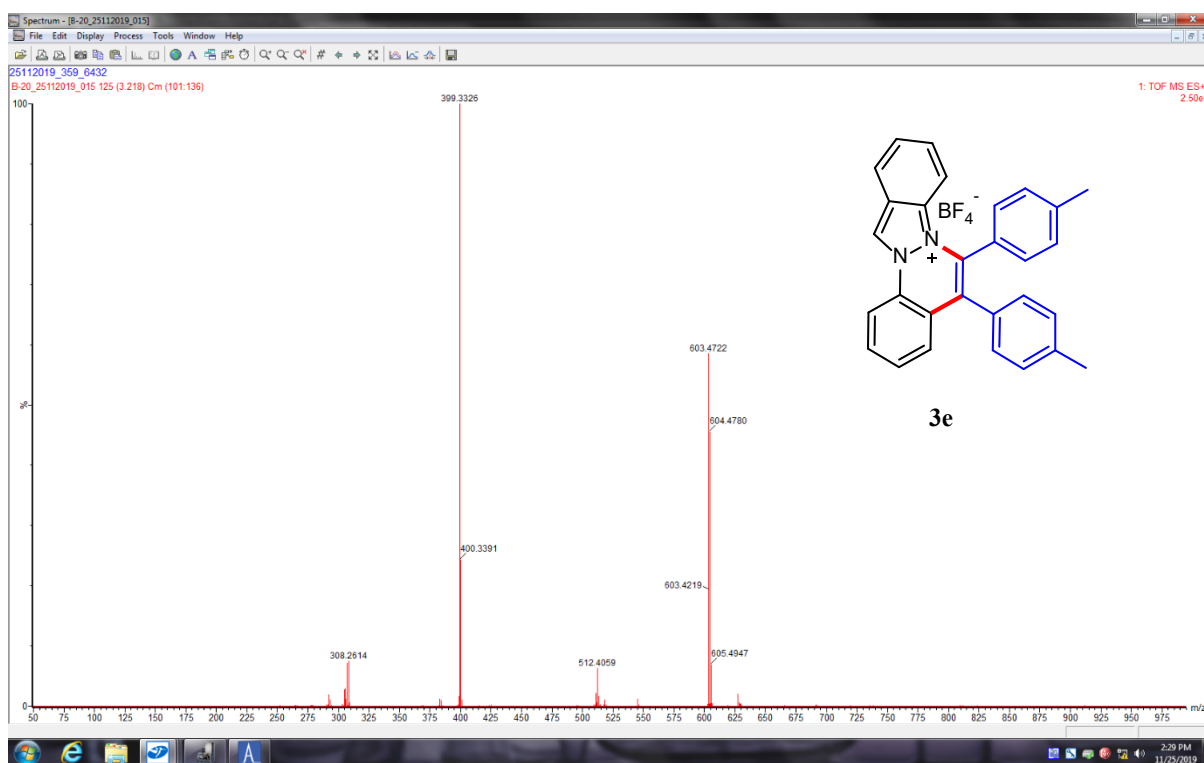 Spectrum - [B-20_25112019_015]
File Edit Display Process Tools Window Help
25112019_359_6432
B-20_25112019_015 125 (3.218) Cm (101:136)
1: TOF MS ES+
2.50e
100
%
0
399.3326
400.3391
308.2614
512.4059
603.4722
604.4780
603.4219
605.4947
BF4 -
N N
+
3e
50 75 100 125 150 175 200 225 250 275 300 325 350 375 400 425 450 475 500 525 550 575 600 625 650 675 700 725 750 775 800 825 850 875 900 925 950 975 m/z
2:29 PM
11/25/2019